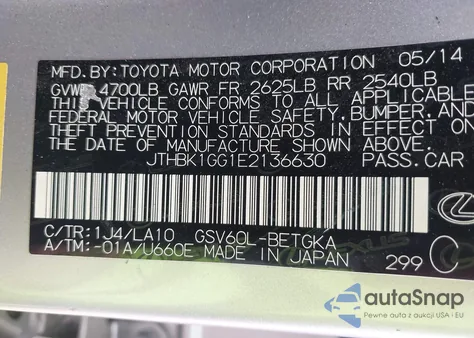 MFD. BY: TOYOTA MOTOR CORPORATION 05/14
GVWR 4700LB GAWR FR 2625LB RR 2540LB
THIS VEHICLE CONFORMS TO ALL APPLICABLE
FEDERAL MOTOR VEHICLE SAFETY, BUMPER, AND
THEFT PREVENTION STANDARDS IN EFFECT ON
THE DATE OF MANUFACTURE SHOWN ABOVE.
JTHBK1GG1E2136630 PASS. CAR
C/TR: 1J4/LA10 GSV60L-BETGKA
A/TM: -01A/U660E MADE IN JAPAN 299 C
autoSnap
Pewne auta z aukcji USA i EU